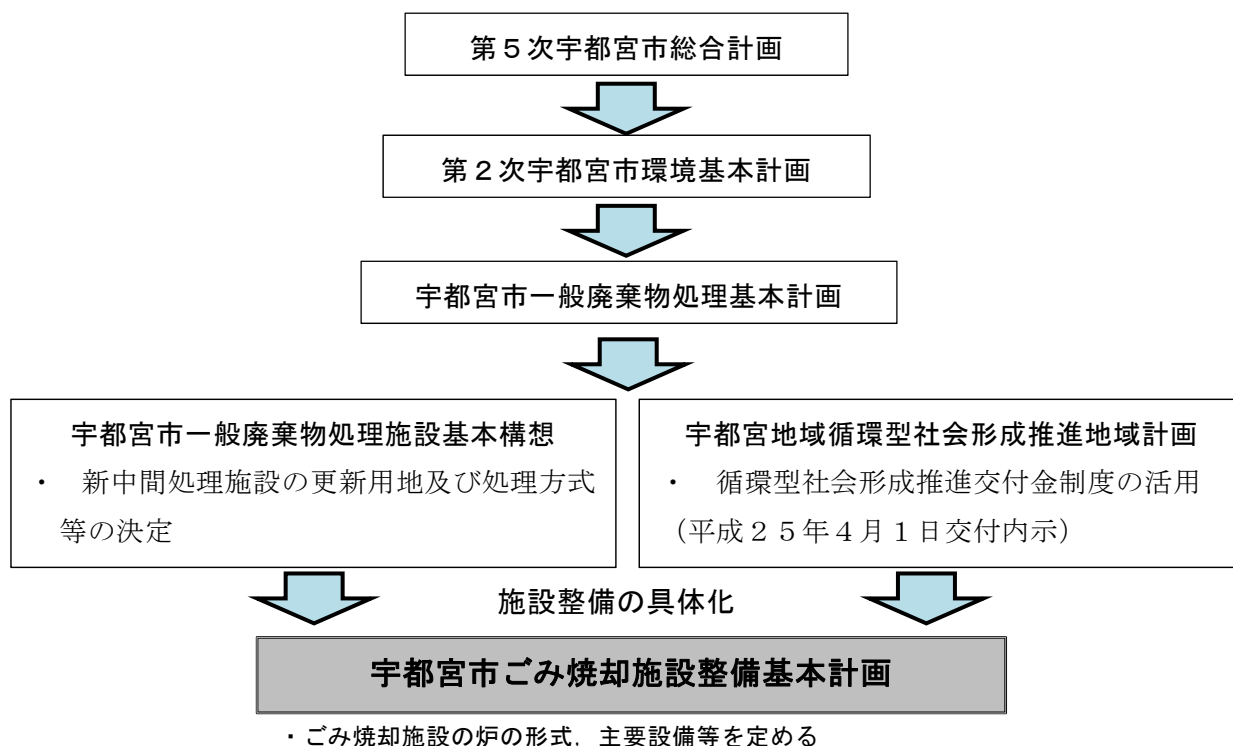 第５次宇都宮市総合計画
第２次宇都宮市環境基本計画
宇都宮市一般廃棄物処理基本計画
宇都宮市一般廃棄物処理施設基本構想
・　新中間処理施設の更新用地及び処理方式
等の決定
宇都宮地域循環型社会形成推進地域計画
・　循環型社会形成推進交付金制度の活用
（平成２５年４月１日交付内示）
施設整備の具体化
宇都宮市ごみ焼却施設整備基本計画
・ごみ焼却施設の炉の形式，主要設備等を定める